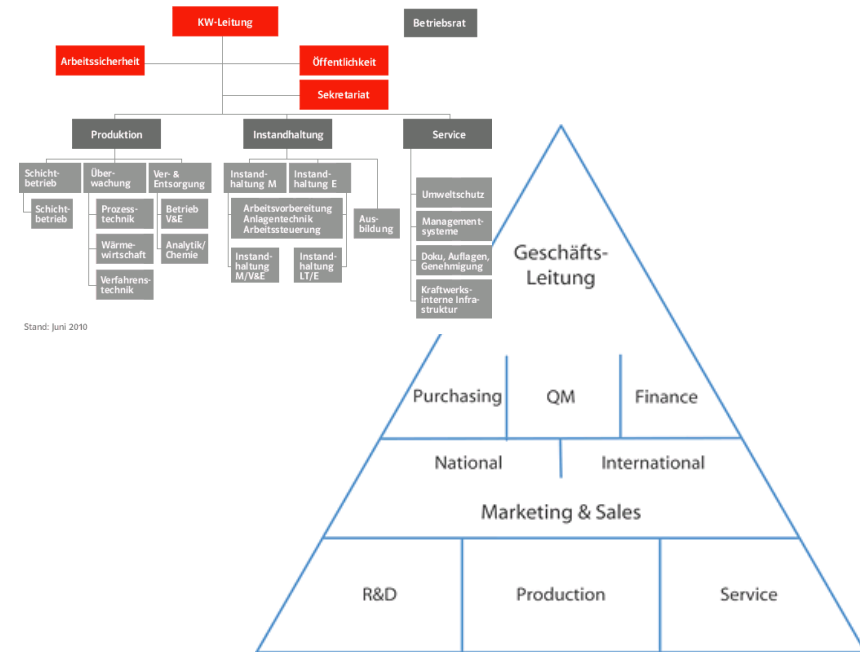 KW-Leitung
Betriebsrat
Arbeitssicherheit
Öffentlichkeit
Sekretariat
Produktion
Instandhaltung
Service
Schicht-
betrieb
Über-
wachung
Ver- &
Entsorgung
Instand-
haltung M
Instand-
haltung E
Schicht-
betrieb
Prozess-
technik
Betrieb
V&E
Arbeitsvorbereitung
Anlagentechnik
Arbeitssteuerung
Aus-
bildung
Umweltschutz
Management-
systeme
Wärme-
wirtschaft
Analytik/
Chemie
Instand-
haltung
M/V&E
Instand-
haltung
LT/E
Doku, Auflagen,
Genehmigung
Verfahrens-
technik
Kraftwerks-
interne Infra-
struktur
Stand: Juni 2010
Geschäfts-
Leitung
Purchasing
QM
Finance
National
International
Marketing & Sales
R&D
Production
Service